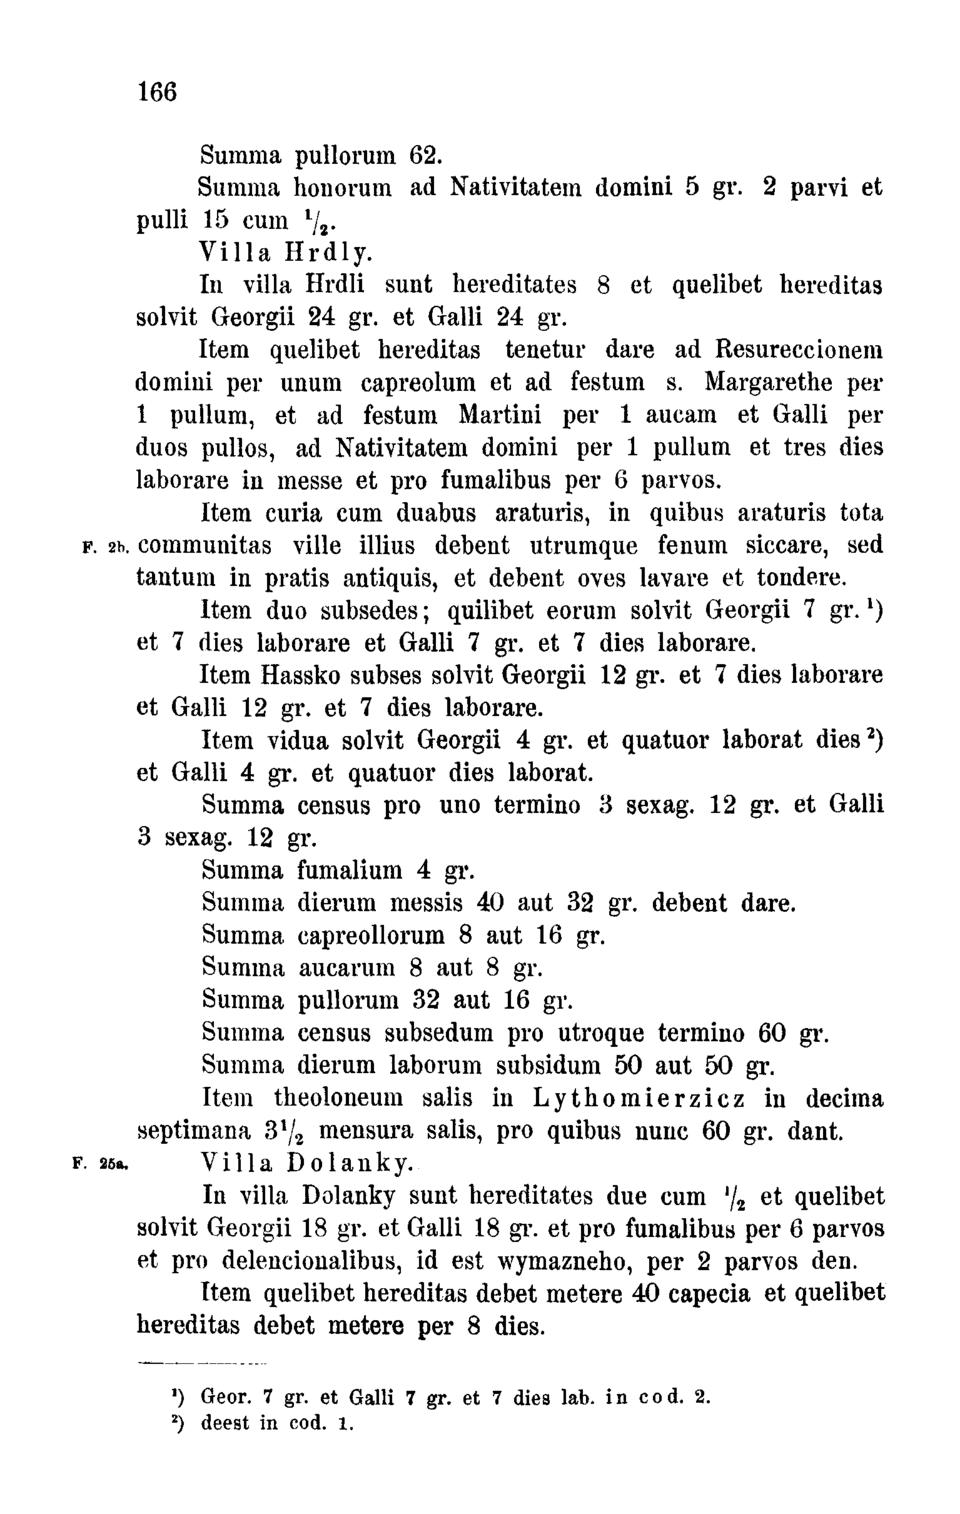 166
Summa pullorum 62.
Summa honorum ad Nativitatem domini 5 gr. 2 parvi et
pulli 15 cum 1/2.
Villa Hrdly.
In villa Hrdli sunt hereditates 8 et quelibet hereditas
solvit Georgii 24 gr. et Galli 24 gr.
Item quelibet hereditas tenetur dare ad Resureccionem
domini per unum capreolum et ad festum s. Margarethe per
1 pullum, et ad festum Martini per 1 aucam et Galli per
duos pullos, ad Nativitatem domini per 1 pullum et tres dies
laborare in messe et pro fumalibus per 6 parvos.
Item curia cum duabus araturis, in quibus araturis tota
F. 2b. communitas ville illius debent utrumque fenum siccare, sed
tantum in pratis antiquis, et debent oves lavare et tondere.
Item duo subsedes; quilibet eorum solvit Georgii 7 gr. ¹)
et 7 dies laborare et Galli 7 gr. et 7 dies laborare.
Item Hassko subses solvit Georgii 12 gr. et 7 dies laborare
et Galli 12 gr. et 7 dies laborare.
Item vidua solvit Georgii 4 gr. et quatuor laborat dies ²)
et Galli 4 gr. et quatuor dies laborat.
Summa census pro uno termino 3 sexag. 12 gr. et Galli
3 sexag. 12 gr.
Summa fumalium 4 gr.
Summa dierum messis 40 aut 32 gr. debent dare.
Summa capreollorum 8 aut 16 gr.
Summa aucarum 8 aut 8 gr.
Summa pullorum 32 aut 16 gr.
Summa census subsedum pro utroque termino 60 gr.
Summa dierum laborum subsidum 50 aut 50 gr.
Item theoloneum salis in Lythomierzicz in decima
septimana 3 1/2 mensura salis, pro quibus nunc 60 gr. dant.
F. 25a. Villa Dolanky.
In villa Dolanky sunt hereditates due cum 1/2 et quelibet
solvit Georgii 18 gr. et Galli 18 gr. et pro fumalibus per 6 parvos
et pro delencionalibus, id est wymazneho, per 2 parvos den.
Item quelibet hereditas debet metere 40 capecia et quelibet
hereditas debet metere per 8 dies.
¹) Geor. 7 gr. et Galli 7 gr. et 7 dies lab. in cod. 2.
²) deest in cod. 1.